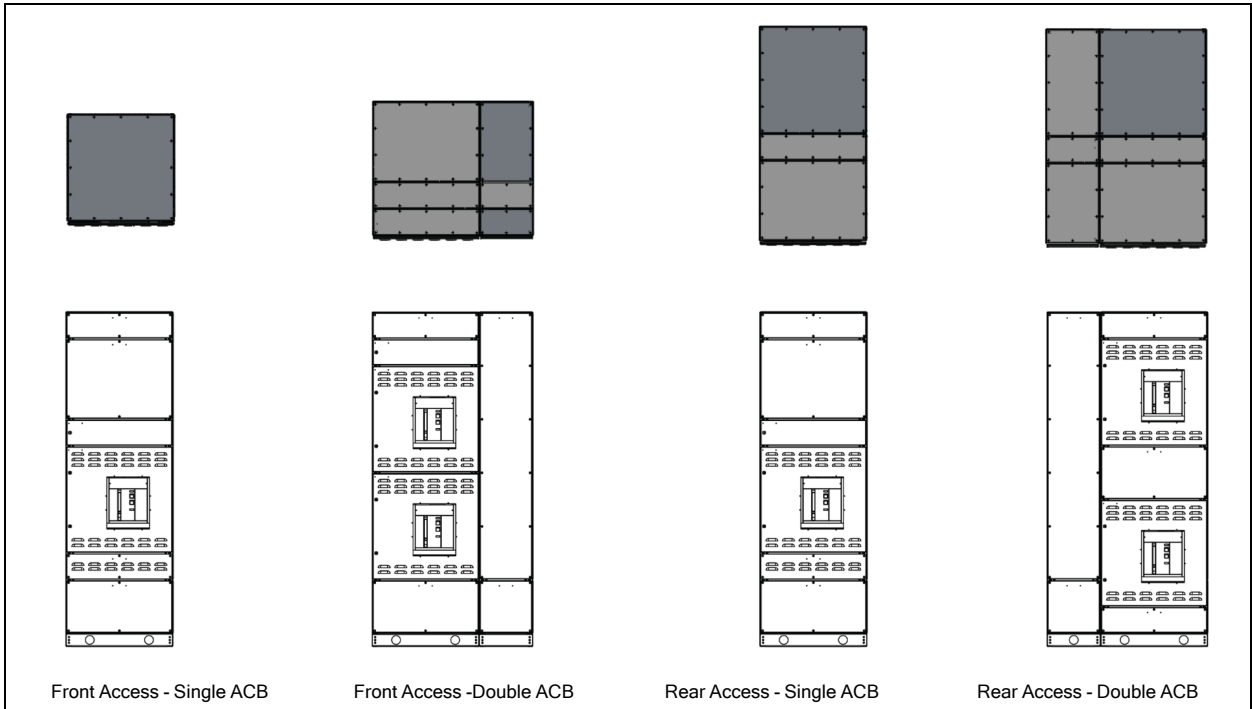 Front Access - Single ACB
Front Access -Double ACB
Rear Access - Single ACB
Rear Access - Double ACB